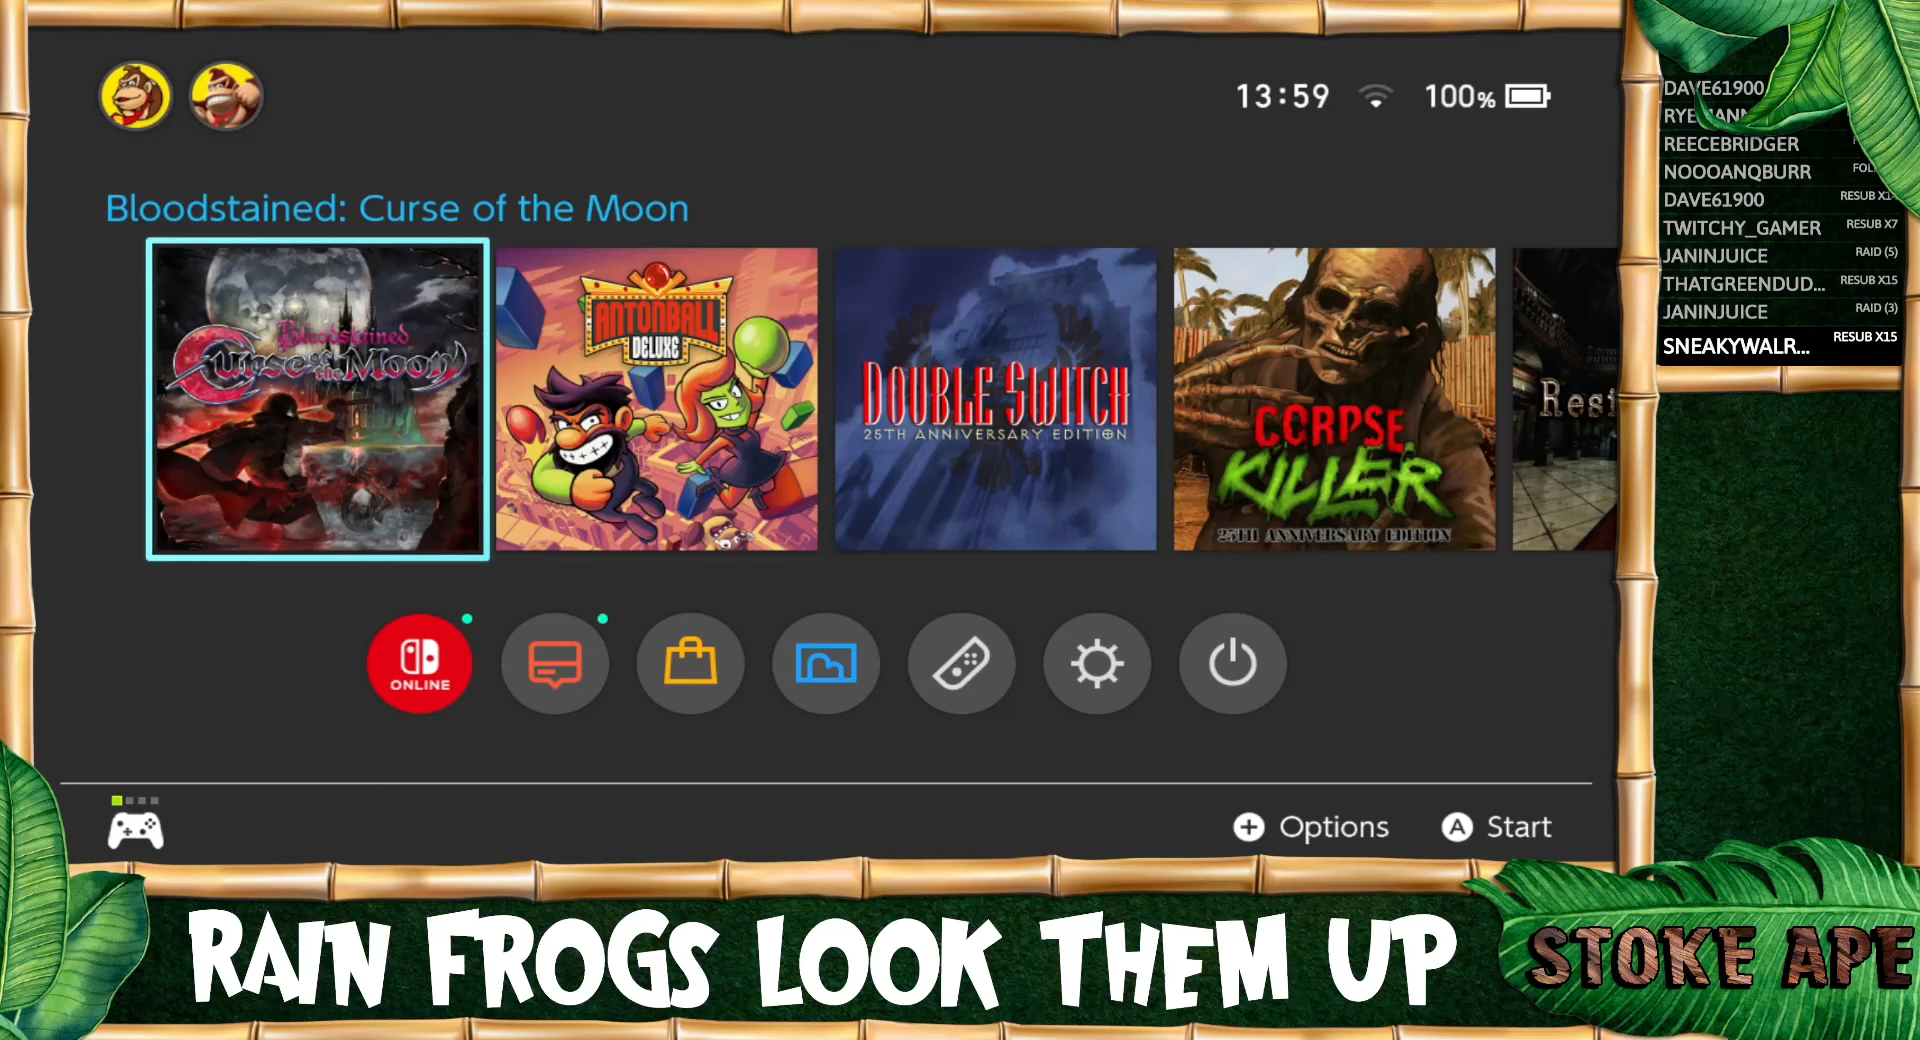 13:59
100%
Bloodstained: Curse of the Moon
Bloodstained
Curse of the Moon
ANTONBALL
DELUXE
DOUBLE SWITCH
25TH ANNIVERSARY EDITION
CORPSE
KILLER
25TH ANNIVERSARY EDITION
Resi
ONLINE
Options
A Start
DAVE61900
REECEBRIDGER
NOOOANQBURR
DAVE61900
TWITCHY_GAMER RESUB X7
JANINJUICE RAID (5)
THATGREENDUD... RESUB X15
JANINJUICE RAID (3)
SNEAKYWALR... RESUB X15
RAIN FROGS LOOK THEM UP
STOKE APE